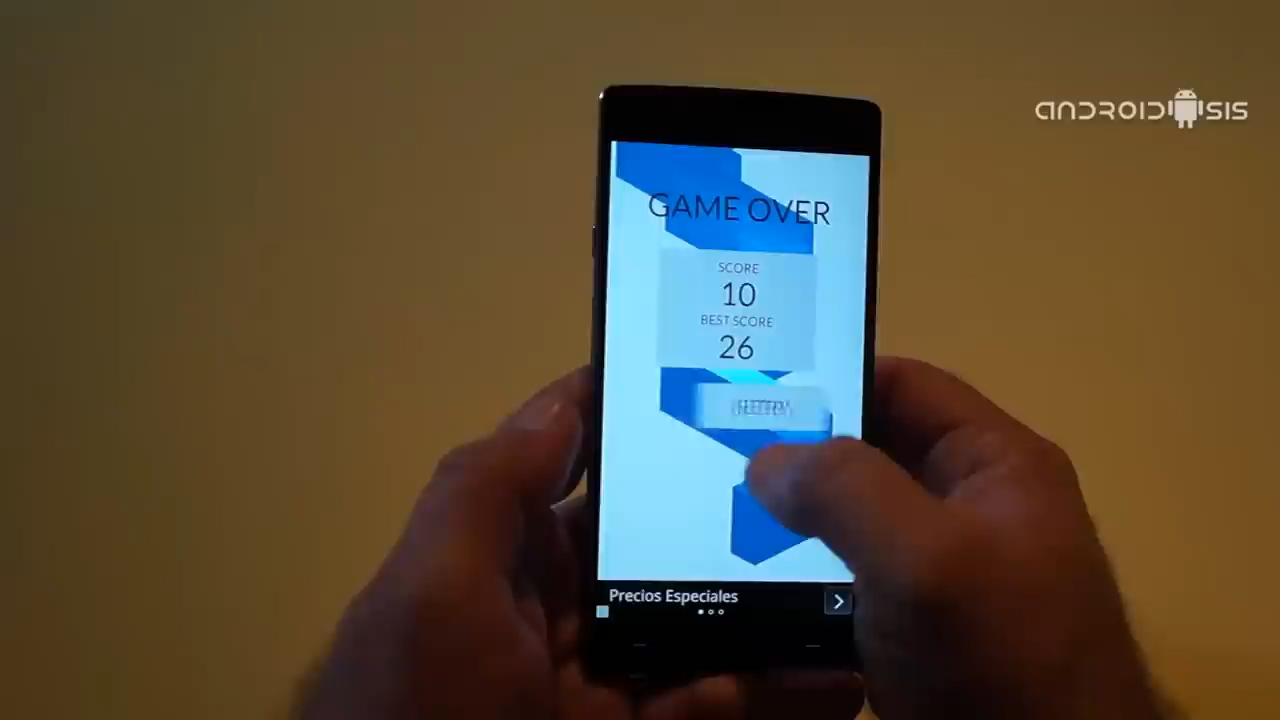 ANDROIDSIS
GAME OVER
SCORE
10
BEST SCORE
26
Precios Especiales